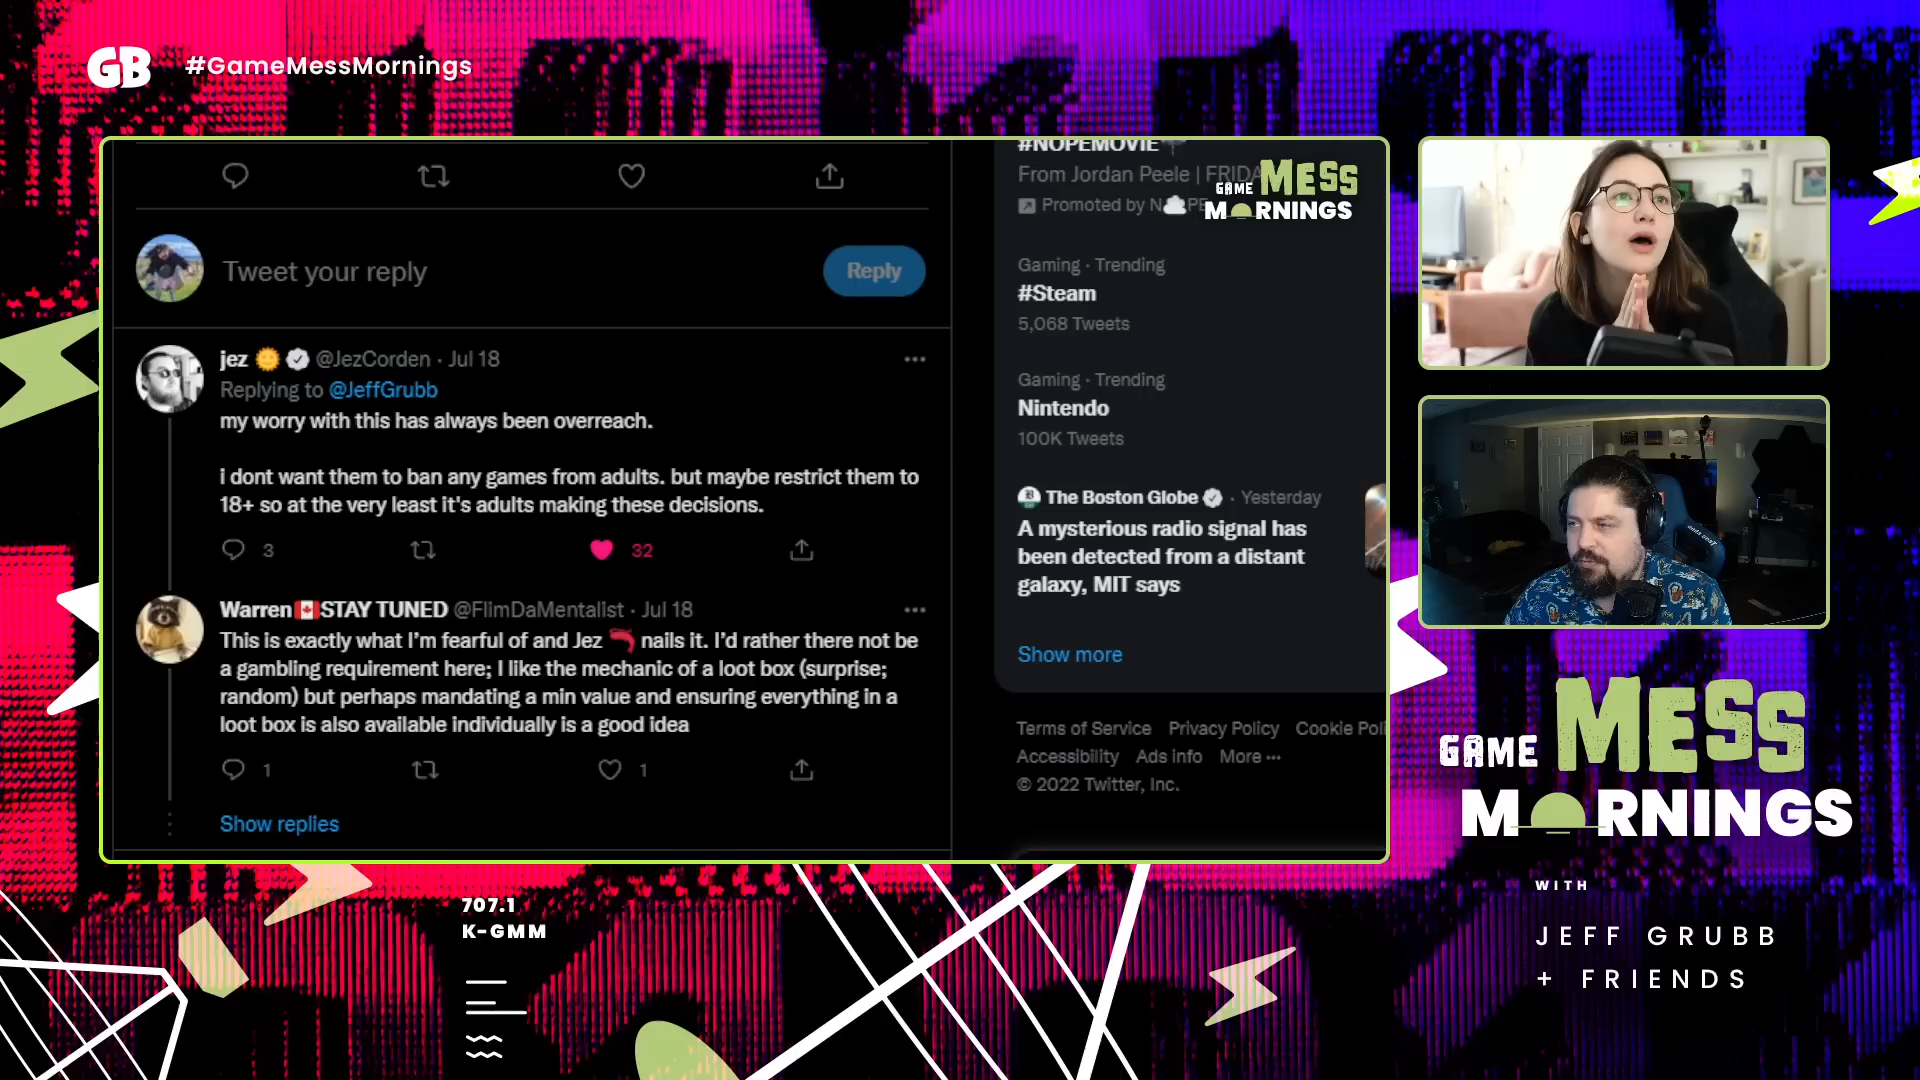 GB #GameMessMornings
#NOPEMOVIE
From Jordan Peele | FRIDA
Promoted by N
GAME MESS
MORNINGS
Tweet your reply
Reply
Gaming · Trending
#Steam
5,068 Tweets
Gaming · Trending
Nintendo
100K Tweets
The Boston Globe · Yesterday
A mysterious radio signal has
been detected from a distant
galaxy, MIT says
Show more
Terms of Service Privacy Policy Cookie Poli
Accessibility Ads info More ···
© 2022 Twitter, Inc.
jez 🌞 @JezCorden · Jul 18
Replying to @JeffGrubb
my worry with this has always been overreach.
i dont want them to ban any games from adults. but maybe restrict them to
18+ so at the very least it's adults making these decisions.
3 32
Warren🇨🇦STAY TUNED @FlimDaMentalist · Jul 18
This is exactly what I’m fearful of and Jez 🦐 nails it. I’d rather there not be
a gambling requirement here; I like the mechanic of a loot box (surprise;
random) but perhaps mandating a min value and ensuring everything in a
loot box is also available individually is a good idea
1 1
Show replies
GAME MESS
MORNINGS
WITH
JEFF GRUBB
+ FRIENDS
707.1
K-GMM